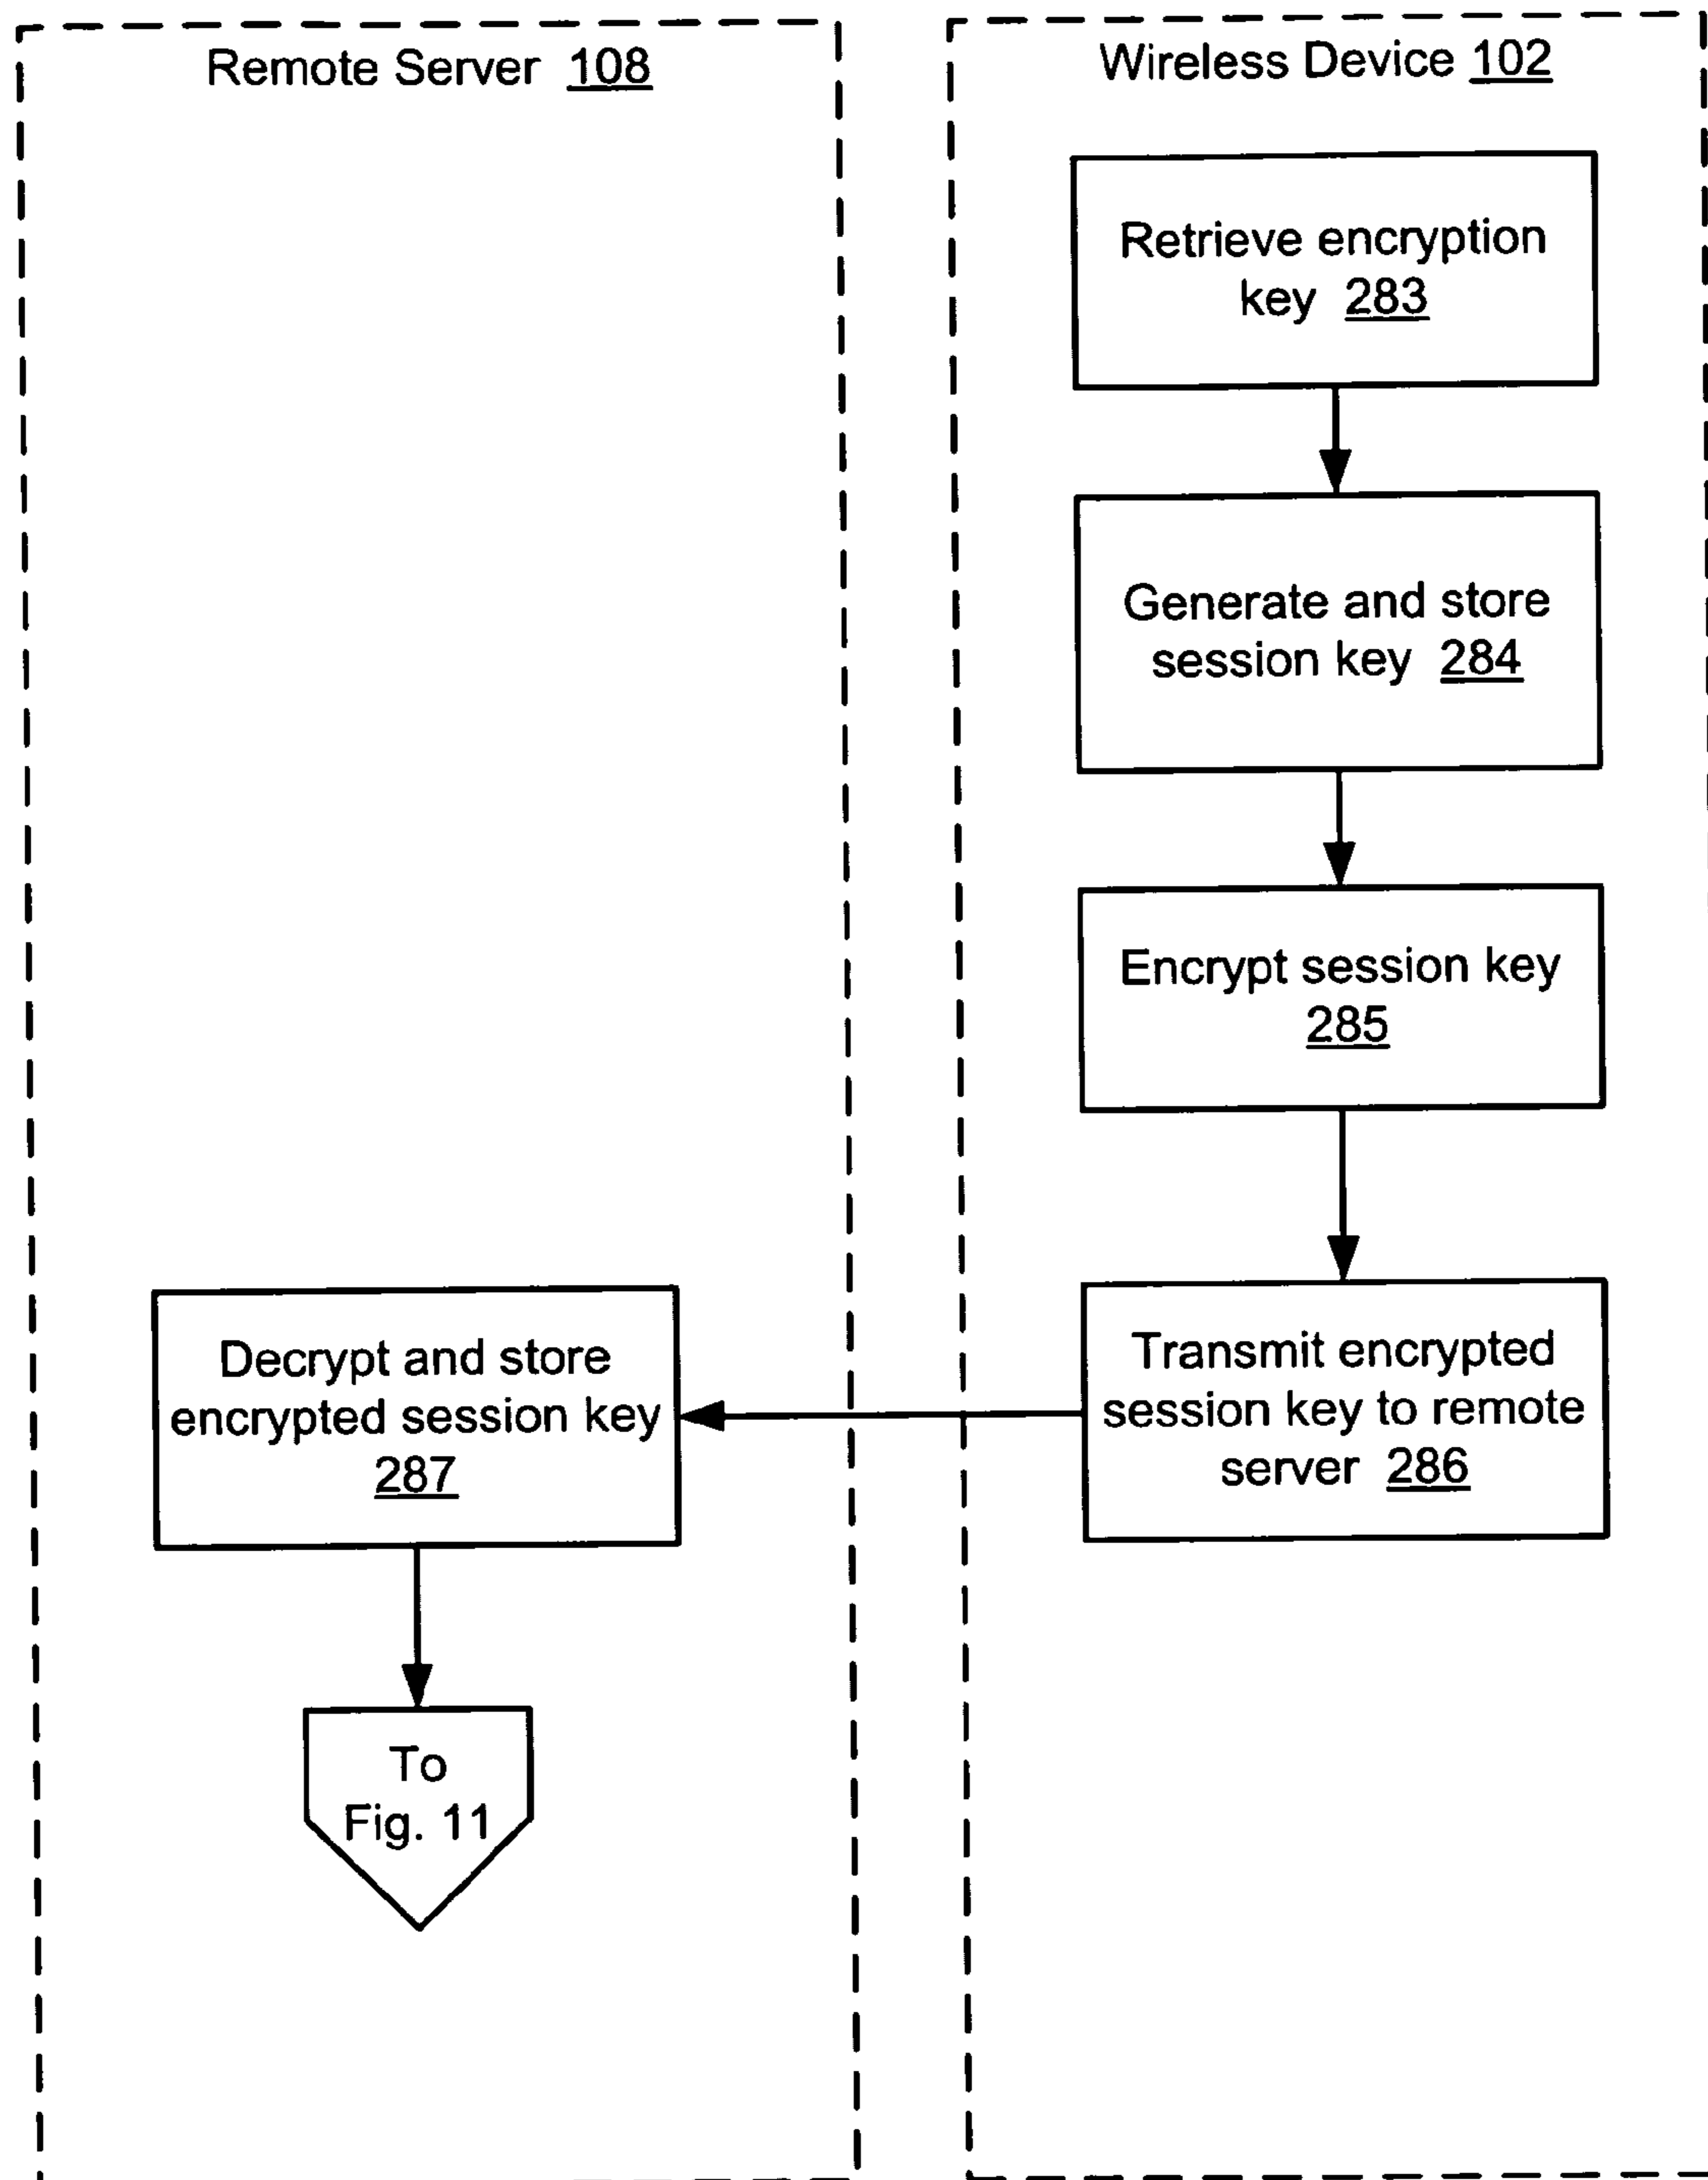 Remote Server 108
Wireless Device 102
Retrieve encryption
key 283
Generate and store
session key 284
Encrypt session key
285
Transmit encrypted
session key to remote
server 286
Decrypt and store
encrypted session key
287
To
Fig. 11